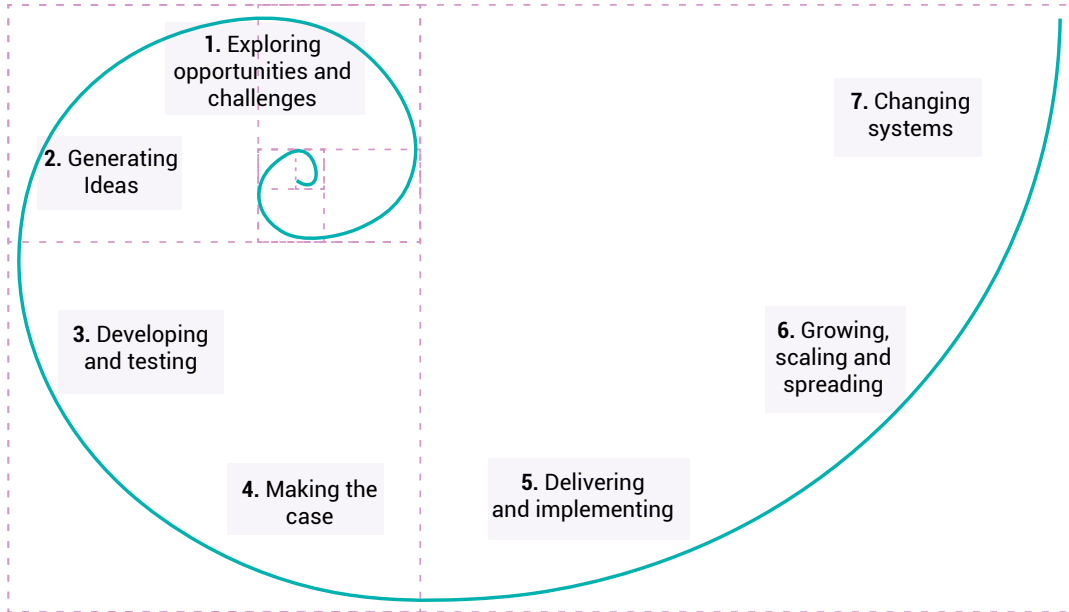 1. Exploring
opportunities and
challenges
2. Generating
Ideas
3. Developing
and testing
4. Making the
case
5. Delivering
and implementing
6. Growing,
scaling and
spreading
7. Changing
systems